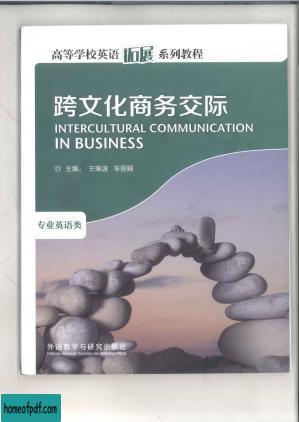 高等学校英语拓展系列教程
跨文化商务交际
INTERCULTURAL COMMUNICATION
IN BUSINESS
主编：王维波 车丽娟
专业英语类
外语教学与研究出版社
FOREIGN LANGUAGE TEACHING AND RESEARCH PRESS
homeofpdf.com
homeofpdf.com